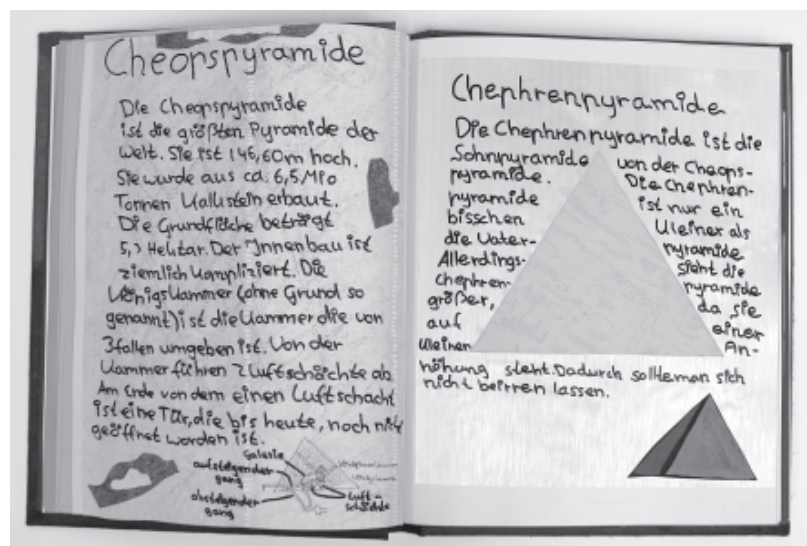 Cheopspyramide
Die Cheopspyramide
ist die größten Pyramide der
Welt. Sie ist 146,60m hoch.
Sie wurde aus ca. 6,5 Mio
Tonnen Kalkstein erbaut.
Die Grundfläche beträgt
5,3 Hektar. Der Innenbau ist
ziemlich kompliziert. Die
Königskammer (ohne Grund so
genannt) ist die Kammer die von
3 fallen umgeben ist. Von der
Kammer führen 2 Luftschächte ab
Am Ende von dem einen Luftschacht
ist eine Tür, die bis heute, noch nicht
geöffnet worden ist.
Galerie
aufsteigender
gang
absteigender
gang
Luft-
schächte
Chephrenpyramide
Die Chephrenpyramide ist die
Sohnpyramide von der Cheops-
pyramide. Die Chephren-
pyramide ist nur ein
bisschen kleiner als
die Vater- pyramide
Allerdings sieht die
chephren- pyramide
größer, da sie
auf einer
kleinen An-
höhung steht. Dadurch sollte man sich
nicht beirren lassen.